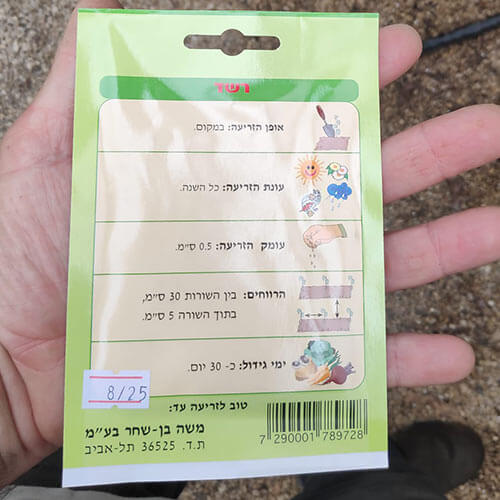 רשד
אופן הזריעה: במקום.
עונת הזריעה: כל השנה.
עומק הזריעה: 0.5 ס"מ.
הרווחים: בין השורות 30 ס"מ,
בתוך השורה 5 ס"מ.
ימי גידול: כ- 30 יום.
8/25
טוב לזריעה עד:
משה בן-שחר בע"מ
ת.ד. 36525 תל-אביב
7 290001 789728